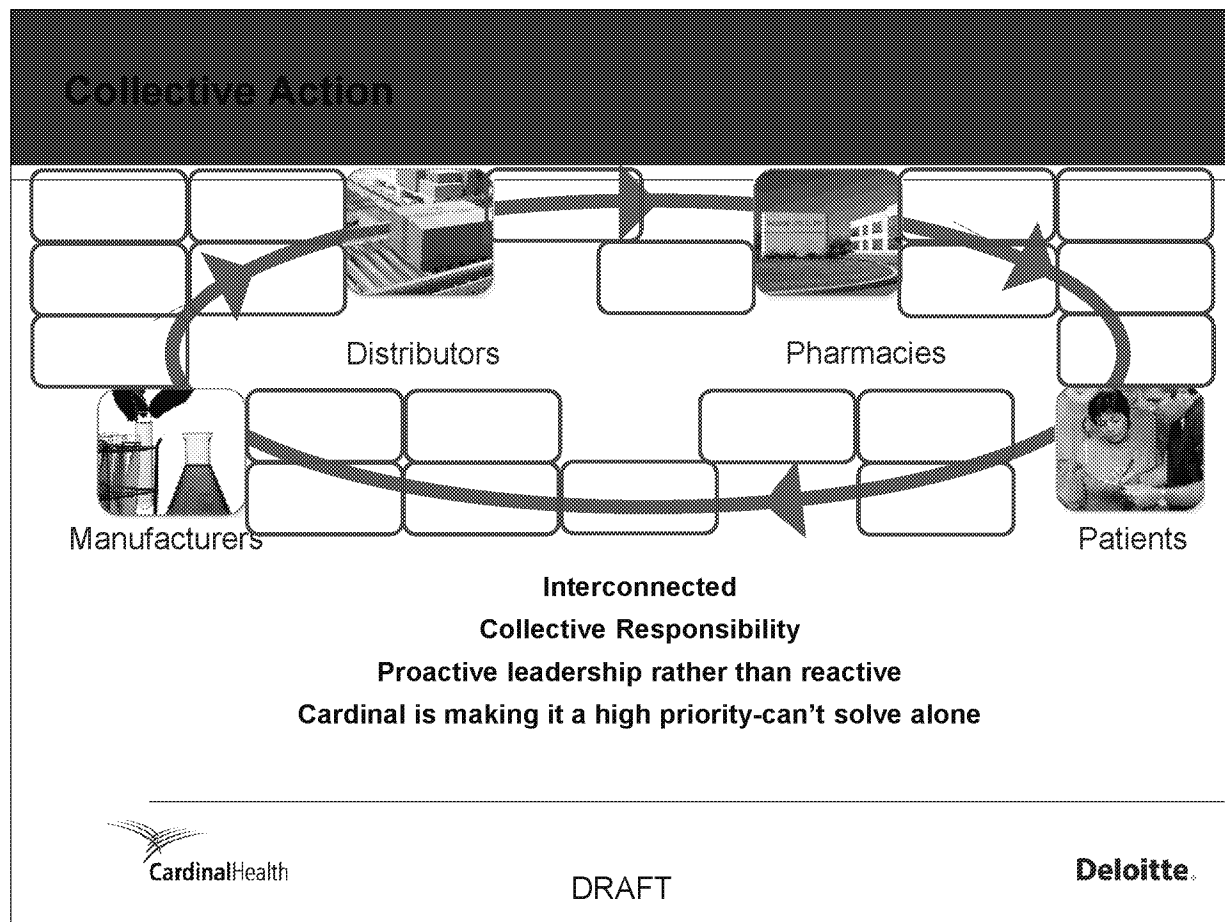 Collective Action
Distributors
Pharmacies
Manufacturers
Patients
Interconnected
Collective Responsibility
Proactive leadership rather than reactive
Cardinal is making it a high priority-can't solve alone
CardinalHealth
DRAFT
Deloitte.